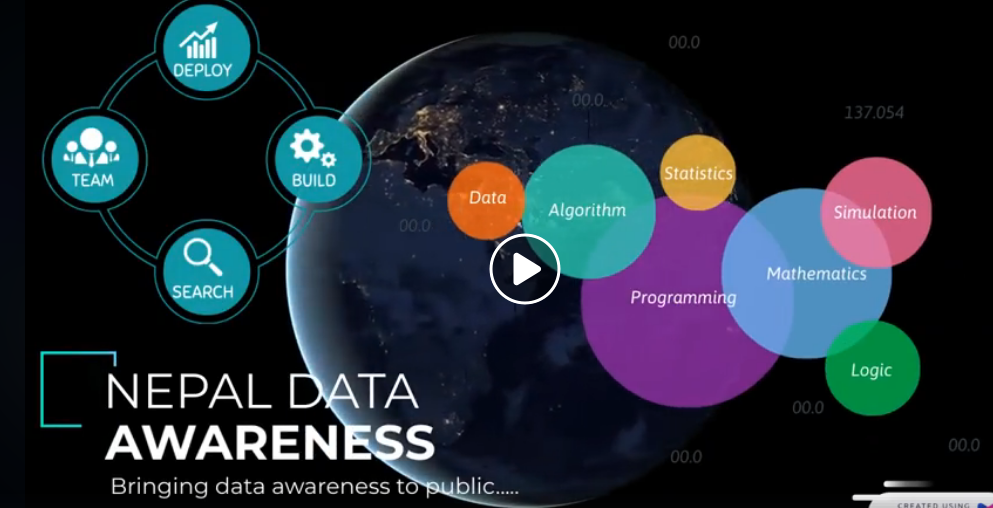 DEPLOY
TEAM
BUILD
SEARCH
00.0
00.0
137.054
Data
Algorithm
Statistics
Simulation
00.0
Programming
Mathematics
Logic
00.0
00.0
00.0
NEPAL DATA
AWARENESS
Bringing data awareness to public.....
CREATED USING